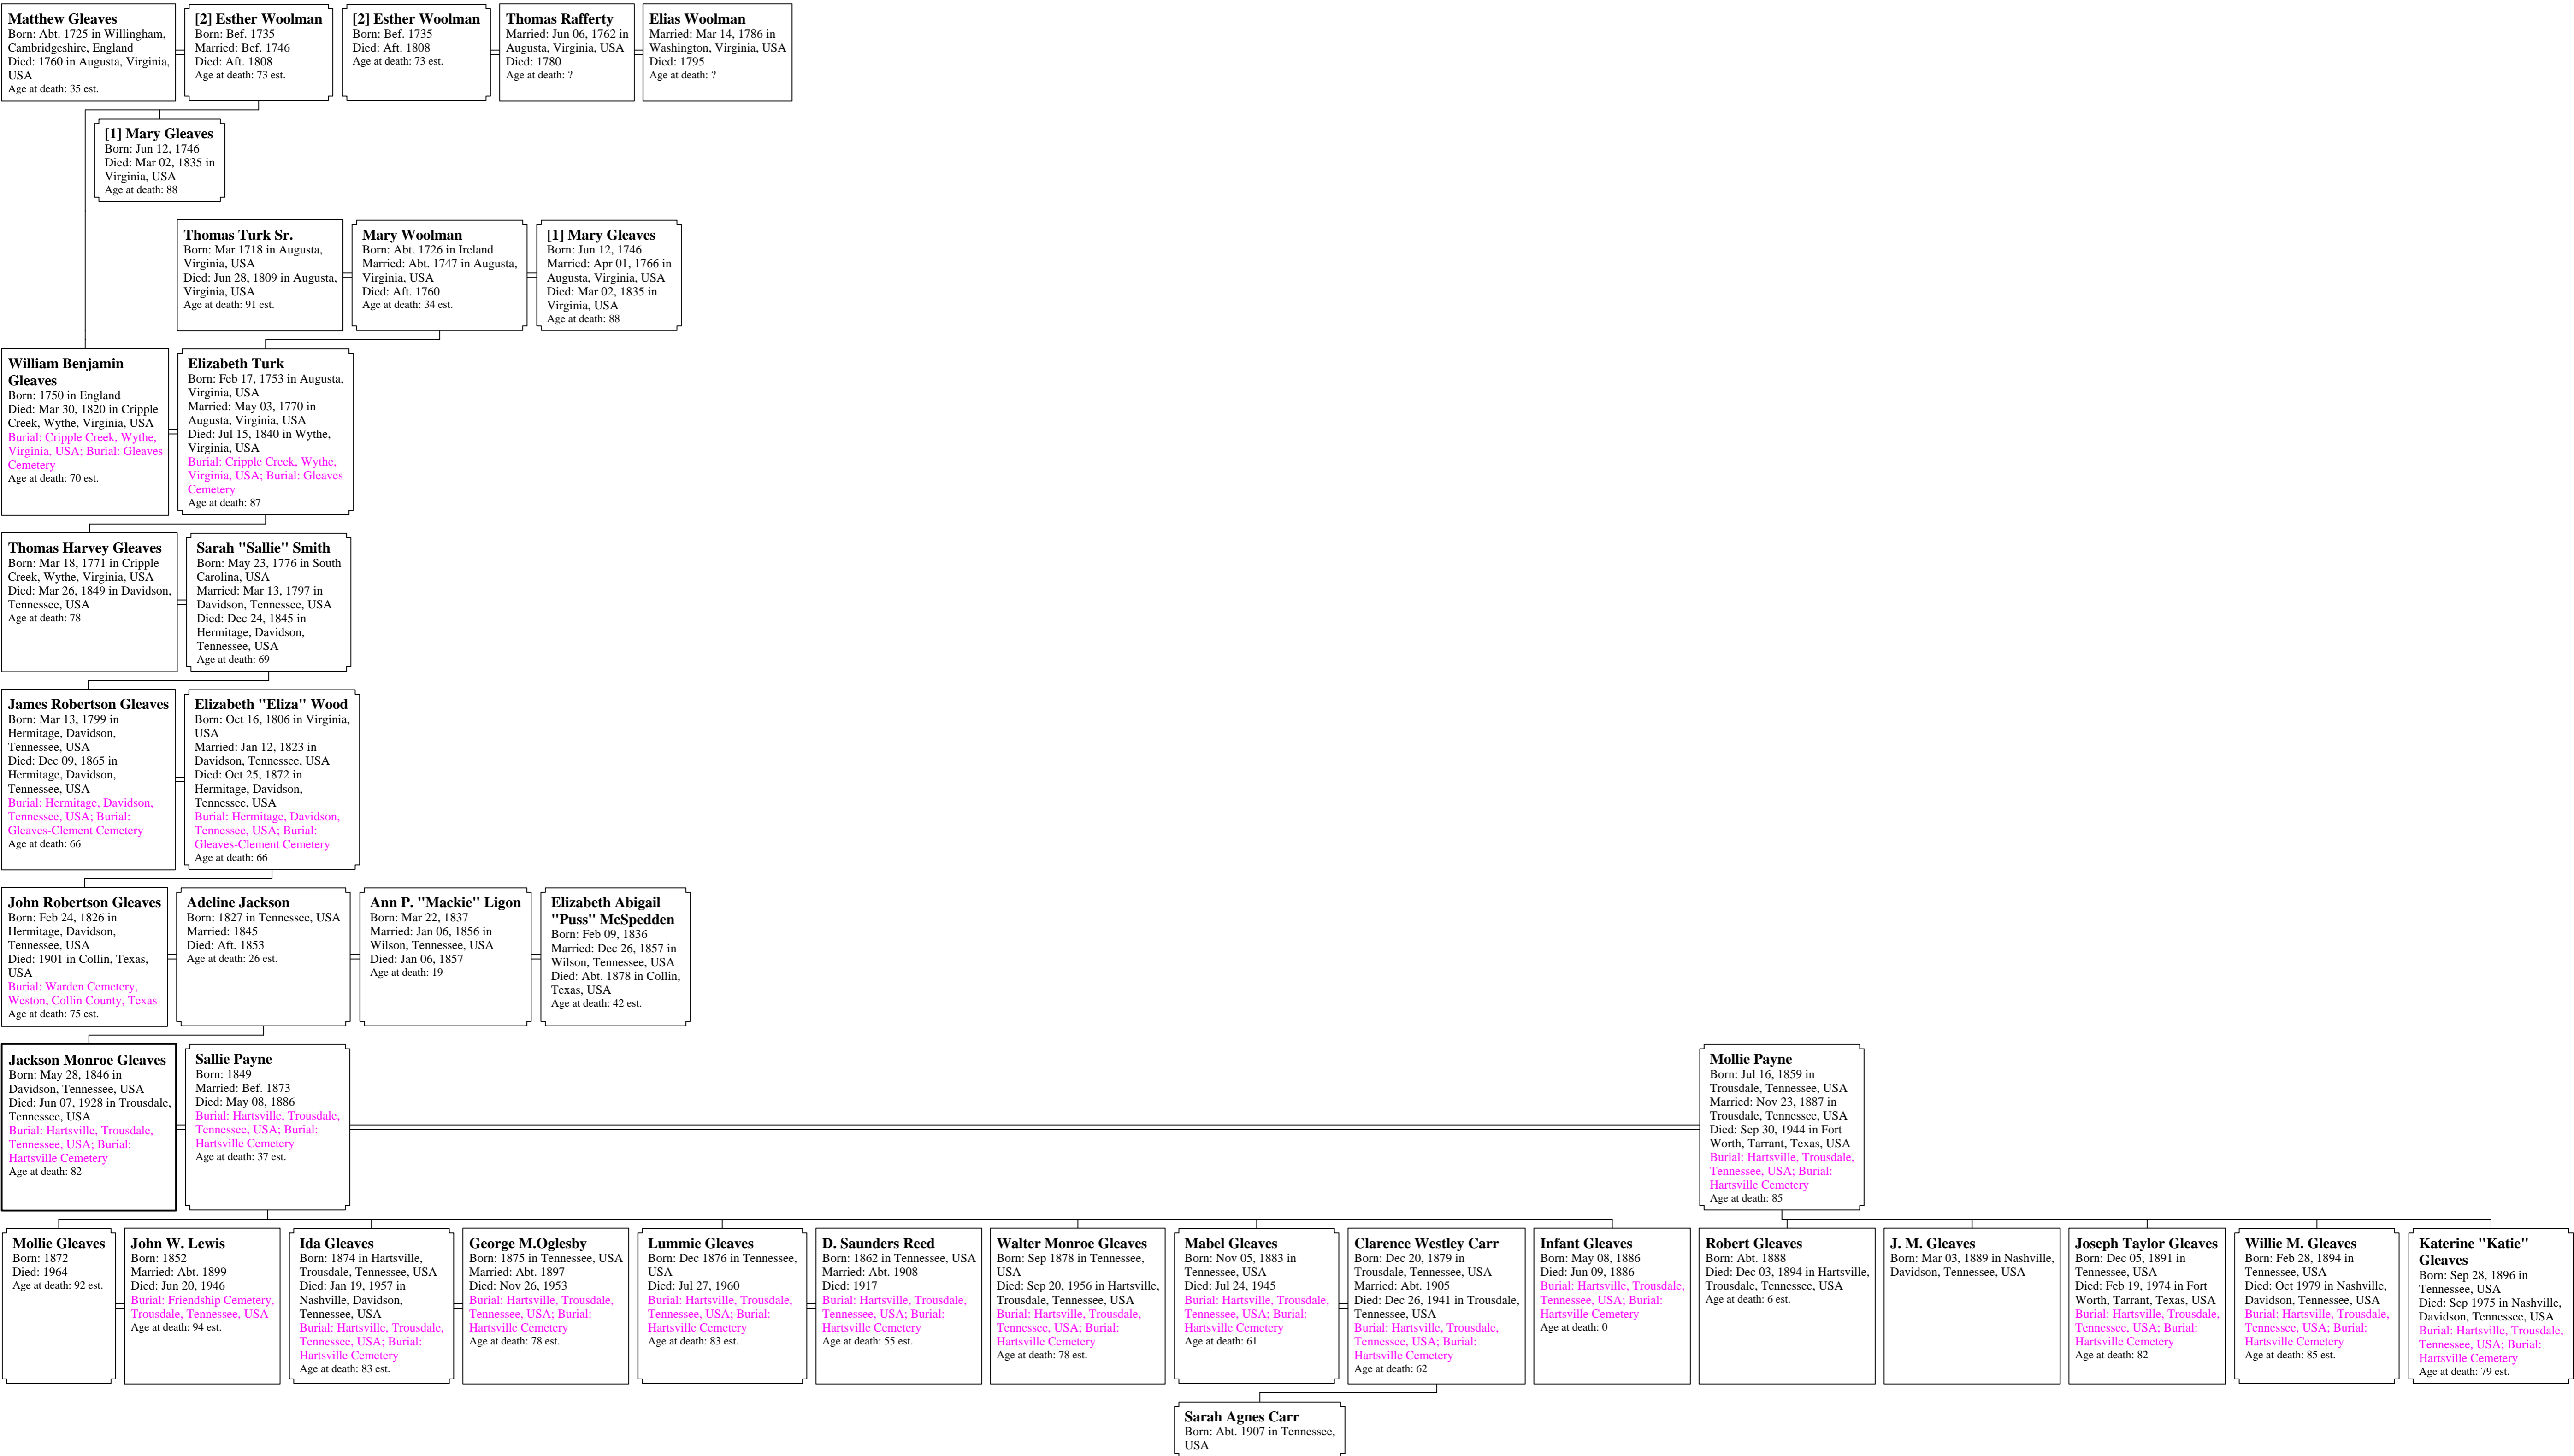 Matthew Gleaves
Born: Abt. 1725 in Willingham,
Cambridgeshire, England
Died: 1760 in Augusta, Virginia,
USA
Age at death: 35 est.
[2] Esther Woolman
Born: Bef. 1735
Married: Bef. 1746
Died: Aft. 1808
Age at death: 73 est.
[2] Esther Woolman
Born: Bef. 1735
Died: Aft. 1808
Age at death: 73 est.
Thomas Rafferty
Married: Jun 06, 1762 in
Augusta, Virginia, USA
Died: 1780
Age at death: ?
Elias Woolman
Married: Mar 14, 1786 in
Washington, Virginia, USA
Died: 1795
Age at death: ?
[1] Mary Gleaves
Born: Jun 12, 1746
Died: Mar 02, 1835 in
Virginia, USA
Age at death: 88
Thomas Turk Sr.
Born: Mar 1718 in Augusta,
Virginia, USA
Died: Jun 28, 1809 in Augusta,
Virginia, USA
Age at death: 91 est.
Mary Woolman
Born: Abt. 1726 in Ireland
Married: Abt. 1747 in Augusta,
Virginia, USA
Died: Aft. 1760
Age at death: 34 est.
[1] Mary Gleaves
Born: Jun 12, 1746
Married: Apr 01, 1766 in
Augusta, Virginia, USA
Died: Mar 02, 1835 in
Virginia, USA
Age at death: 88
William Benjamin
Gleaves
Born: 1750 in England
Died: Mar 30, 1820 in Cripple
Creek, Wythe, Virginia, USA
Burial: Cripple Creek, Wythe,
Virginia, USA; Burial: Gleaves
Cemetery
Age at death: 70 est.
Elizabeth Turk
Born: Feb 17, 1753 in Augusta,
Virginia, USA
Married: May 03, 1770 in
Augusta, Virginia, USA
Died: Jul 15, 1840 in Wythe,
Virginia, USA
Burial: Cripple Creek, Wythe,
Virginia, USA; Burial: Gleaves
Cemetery
Age at death: 87
Thomas Harvey Gleaves
Born: Mar 18, 1771 in Cripple
Creek, Wythe, Virginia, USA
Died: Mar 26, 1849 in Davidson,
Tennessee, USA
Age at death: 78
Sarah "Sallie" Smith
Born: May 23, 1776 in South
Carolina, USA
Married: Mar 13, 1797 in
Davidson, Tennessee, USA
Died: Dec 24, 1845 in
Hermitage, Davidson,
Tennessee, USA
Age at death: 69
James Robertson Gleaves
Born: Mar 13, 1799 in
Hermitage, Davidson,
Tennessee, USA
Died: Dec 09, 1865 in
Hermitage, Davidson,
Tennessee, USA
Burial: Hermitage, Davidson,
Tennessee, USA; Burial:
Gleaves-Clement Cemetery
Age at death: 66
Elizabeth "Eliza" Wood
Born: Oct 16, 1806 in Virginia,
USA
Married: Jan 12, 1823 in
Davidson, Tennessee, USA
Died: Oct 25, 1872 in
Hermitage, Davidson,
Tennessee, USA
Burial: Hermitage, Davidson,
Tennessee, USA; Burial:
Gleaves-Clement Cemetery
Age at death: 66
John Robertson Gleaves
Born: Feb 24, 1826 in
Hermitage, Davidson,
Tennessee, USA
Died: 1901 in Collin, Texas,
USA
Burial: Warden Cemetery,
Weston, Collin County, Texas
Age at death: 75 est.
Adeline Jackson
Born: 1827 in Tennessee, USA
Married: 1845
Died: Aft. 1853
Age at death: 26 est.
Ann P. "Mackie" Ligon
Born: Mar 22, 1837
Married: Jan 06, 1856 in
Wilson, Tennessee, USA
Died: Jan 06, 1857
Age at death: 19
Elizabeth Abigail
"Puss" McSpedden
Born: Feb 09, 1836
Married: Dec 26, 1857 in
Wilson, Tennessee, USA
Died: Abt. 1878 in Collin,
Texas, USA
Age at death: 42 est.
Jackson Monroe Gleaves
Born: May 28, 1846 in
Davidson, Tennessee, USA
Died: Jun 07, 1928 in Trousdale,
Tennessee, USA
Burial: Hartsville, Trousdale,
Tennessee, USA; Burial:
Hartsville Cemetery
Age at death: 82
Sallie Payne
Born: 1849
Married: Bef. 1873
Died: May 08, 1886
Burial: Hartsville, Trousdale,
Tennessee, USA; Burial:
Hartsville Cemetery
Age at death: 37 est.
Mollie Payne
Born: Jul 16, 1859 in
Trousdale, Tennessee, USA
Married: Nov 23, 1887 in
Trousdale, Tennessee, USA
Died: Sep 30, 1944 in Fort
Worth, Tarrant, Texas, USA
Burial: Hartsville, Trousdale,
Tennessee, USA; Burial:
Hartsville Cemetery
Age at death: 85
Mollie Gleaves
Born: 1872
Died: 1964
Age at death: 92 est.
John W. Lewis
Born: 1852
Married: Abt. 1899
Died: Jun 20, 1946
Burial: Friendship Cemetery,
Trousdale, Tennessee, USA
Age at death: 94 est.
Ida Gleaves
Born: 1874 in Hartsville,
Trousdale, Tennessee, USA
Died: Jan 19, 1957 in
Nashville, Davidson,
Tennessee, USA
Burial: Hartsville, Trousdale,
Tennessee, USA; Burial:
Hartsville Cemetery
Age at death: 83 est.
George M.Oglesby
Born: 1875 in Tennessee, USA
Married: Abt. 1897
Died: Nov 26, 1953
Burial: Hartsville, Trousdale,
Tennessee, USA; Burial:
Hartsville Cemetery
Age at death: 78 est.
Lummie Gleaves
Born: Dec 1876 in Tennessee,
USA
Died: Jul 27, 1960
Burial: Hartsville, Trousdale,
Tennessee, USA; Burial:
Hartsville Cemetery
Age at death: 83 est.
D. Saunders Reed
Born: 1862 in Tennessee, USA
Married: Abt. 1908
Died: 1917
Burial: Hartsville, Trousdale,
Tennessee, USA; Burial:
Hartsville Cemetery
Age at death: 55 est.
Walter Monroe Gleaves
Born: Sep 1878 in Tennessee,
USA
Died: Sep 20, 1956 in Hartsville,
Trousdale, Tennessee, USA
Burial: Hartsville, Trousdale,
Tennessee, USA; Burial:
Hartsville Cemetery
Age at death: 78 est.
Mabel Gleaves
Born: Nov 05, 1883 in
Tennessee, USA
Died: Jul 24, 1945
Burial: Hartsville, Trousdale,
Tennessee, USA; Burial:
Hartsville Cemetery
Age at death: 61
Clarence Westley Carr
Born: Dec 20, 1879 in
Trousdale, Tennessee, USA
Married: Abt. 1905
Died: Dec 26, 1941 in Trousdale,
Tennessee, USA
Burial: Hartsville, Trousdale,
Tennessee, USA; Burial:
Hartsville Cemetery
Age at death: 62
Infant Gleaves
Born: May 08, 1886
Died: Jun 09, 1886
Burial: Hartsville, Trousdale,
Tennessee, USA; Burial:
Hartsville Cemetery
Age at death: 0
Robert Gleaves
Born: Abt. 1888
Died: Dec 03, 1894 in Hartsville,
Trousdale, Tennessee, USA
Age at death: 6 est.
J. M. Gleaves
Born: Mar 03, 1889 in Nashville,
Davidson, Tennessee, USA
Joseph Taylor Gleaves
Born: Dec 05, 1891 in
Tennessee, USA
Died: Feb 19, 1974 in Fort
Worth, Tarrant, Texas, USA
Burial: Hartsville, Trousdale,
Tennessee, USA; Burial:
Hartsville Cemetery
Age at death: 82
Willie M. Gleaves
Born: Feb 28, 1894 in
Tennessee, USA
Died: Oct 1979 in Nashville,
Davidson, Tennessee, USA
Burial: Hartsville, Trousdale,
Tennessee, USA; Burial:
Hartsville Cemetery
Age at death: 85 est.
Katerine "Katie"
Gleaves
Born: Sep 28, 1896 in
Tennessee, USA
Died: Sep 1975 in Nashville,
Davidson, Tennessee, USA
Burial: Hartsville, Trousdale,
Tennessee, USA; Burial:
Hartsville Cemetery
Age at death: 79 est.
Sarah Agnes Carr
Born: Abt. 1907 in Tennessee,
USA